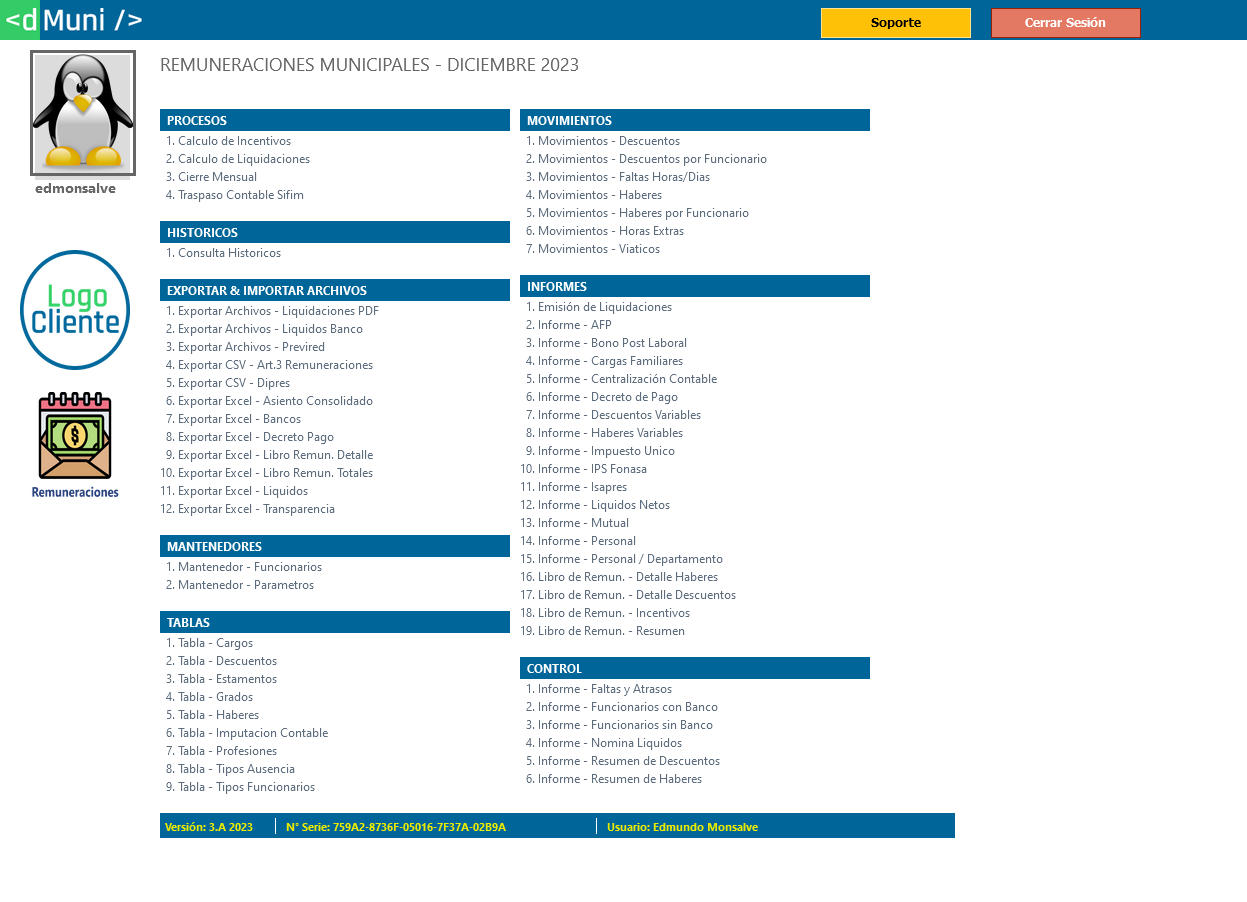 <d Muni />
Soporte
Cerrar Sesión
edmonsalve
Logo
Cliente
Remuneraciones
REMUNERACIONES MUNICIPALES - DICIEMBRE 2023
PROCESOS
1. Calculo de Incentivos
2. Calculo de Liquidaciones
3. Cierre Mensual
4. Traspaso Contable Sifim
HISTORICOS
1. Consulta Historicos
EXPORTAR & IMPORTAR ARCHIVOS
1. Exportar Archivos - Liquidaciones PDF
2. Exportar Archivos - Liquidos Banco
3. Exportar Archivos - Previred
4. Exportar CSV - Art.3 Remuneraciones
5. Exportar CSV - Dipres
6. Exportar Excel - Asiento Consolidado
7. Exportar Excel - Bancos
8. Exportar Excel - Decreto Pago
9. Exportar Excel - Libro Remun. Detalle
10. Exportar Excel - Libro Remun. Totales
11. Exportar Excel - Liquidos
12. Exportar Excel - Transparencia
MANTENEDORES
1. Mantenedor - Funcionarios
2. Mantenedor - Parametros
TABLAS
1. Tabla - Cargos
2. Tabla - Descuentos
3. Tabla - Estamentos
4. Tabla - Grados
5. Tabla - Haberes
6. Tabla - Imputacion Contable
7. Tabla - Profesiones
8. Tabla - Tipos Ausencia
9. Tabla - Tipos Funcionarios
MOVIMIENTOS
1. Movimientos - Descuentos
2. Movimientos - Descuentos por Funcionario
3. Movimientos - Faltas Horas/Dias
4. Movimientos - Haberes
5. Movimientos - Haberes por Funcionario
6. Movimientos - Horas Extras
7. Movimientos - Viaticos
INFORMES
1. Emisión de Liquidaciones
2. Informe - AFP
3. Informe - Bono Post Laboral
4. Informe - Cargas Familiares
5. Informe - Centralización Contable
6. Informe - Decreto de Pago
7. Informe - Descuentos Variables
8. Informe - Haberes Variables
9. Informe - Impuesto Unico
10. Informe - IPS Fonasa
11. Informe - Isapres
12. Informe - Liquidos Netos
13. Informe - Mutual
14. Informe - Personal
15. Informe - Personal / Departamento
16. Libro de Remun. - Detalle Haberes
17. Libro de Remun. - Detalle Descuentos
18. Libro de Remun. - Incentivos
19. Libro de Remun. - Resumen
CONTROL
1. Informe - Faltas y Atrasos
2. Informe - Funcionarios con Banco
3. Informe - Funcionarios sin Banco
4. Informe - Nomina Liquidos
5. Informe - Resumen de Descuentos
6. Informe - Resumen de Haberes
Versión: 3.A 2023
N° Serie: 759A2-8736F-05016-7F37A-02B9A
Usuario: Edmundo Monsalve